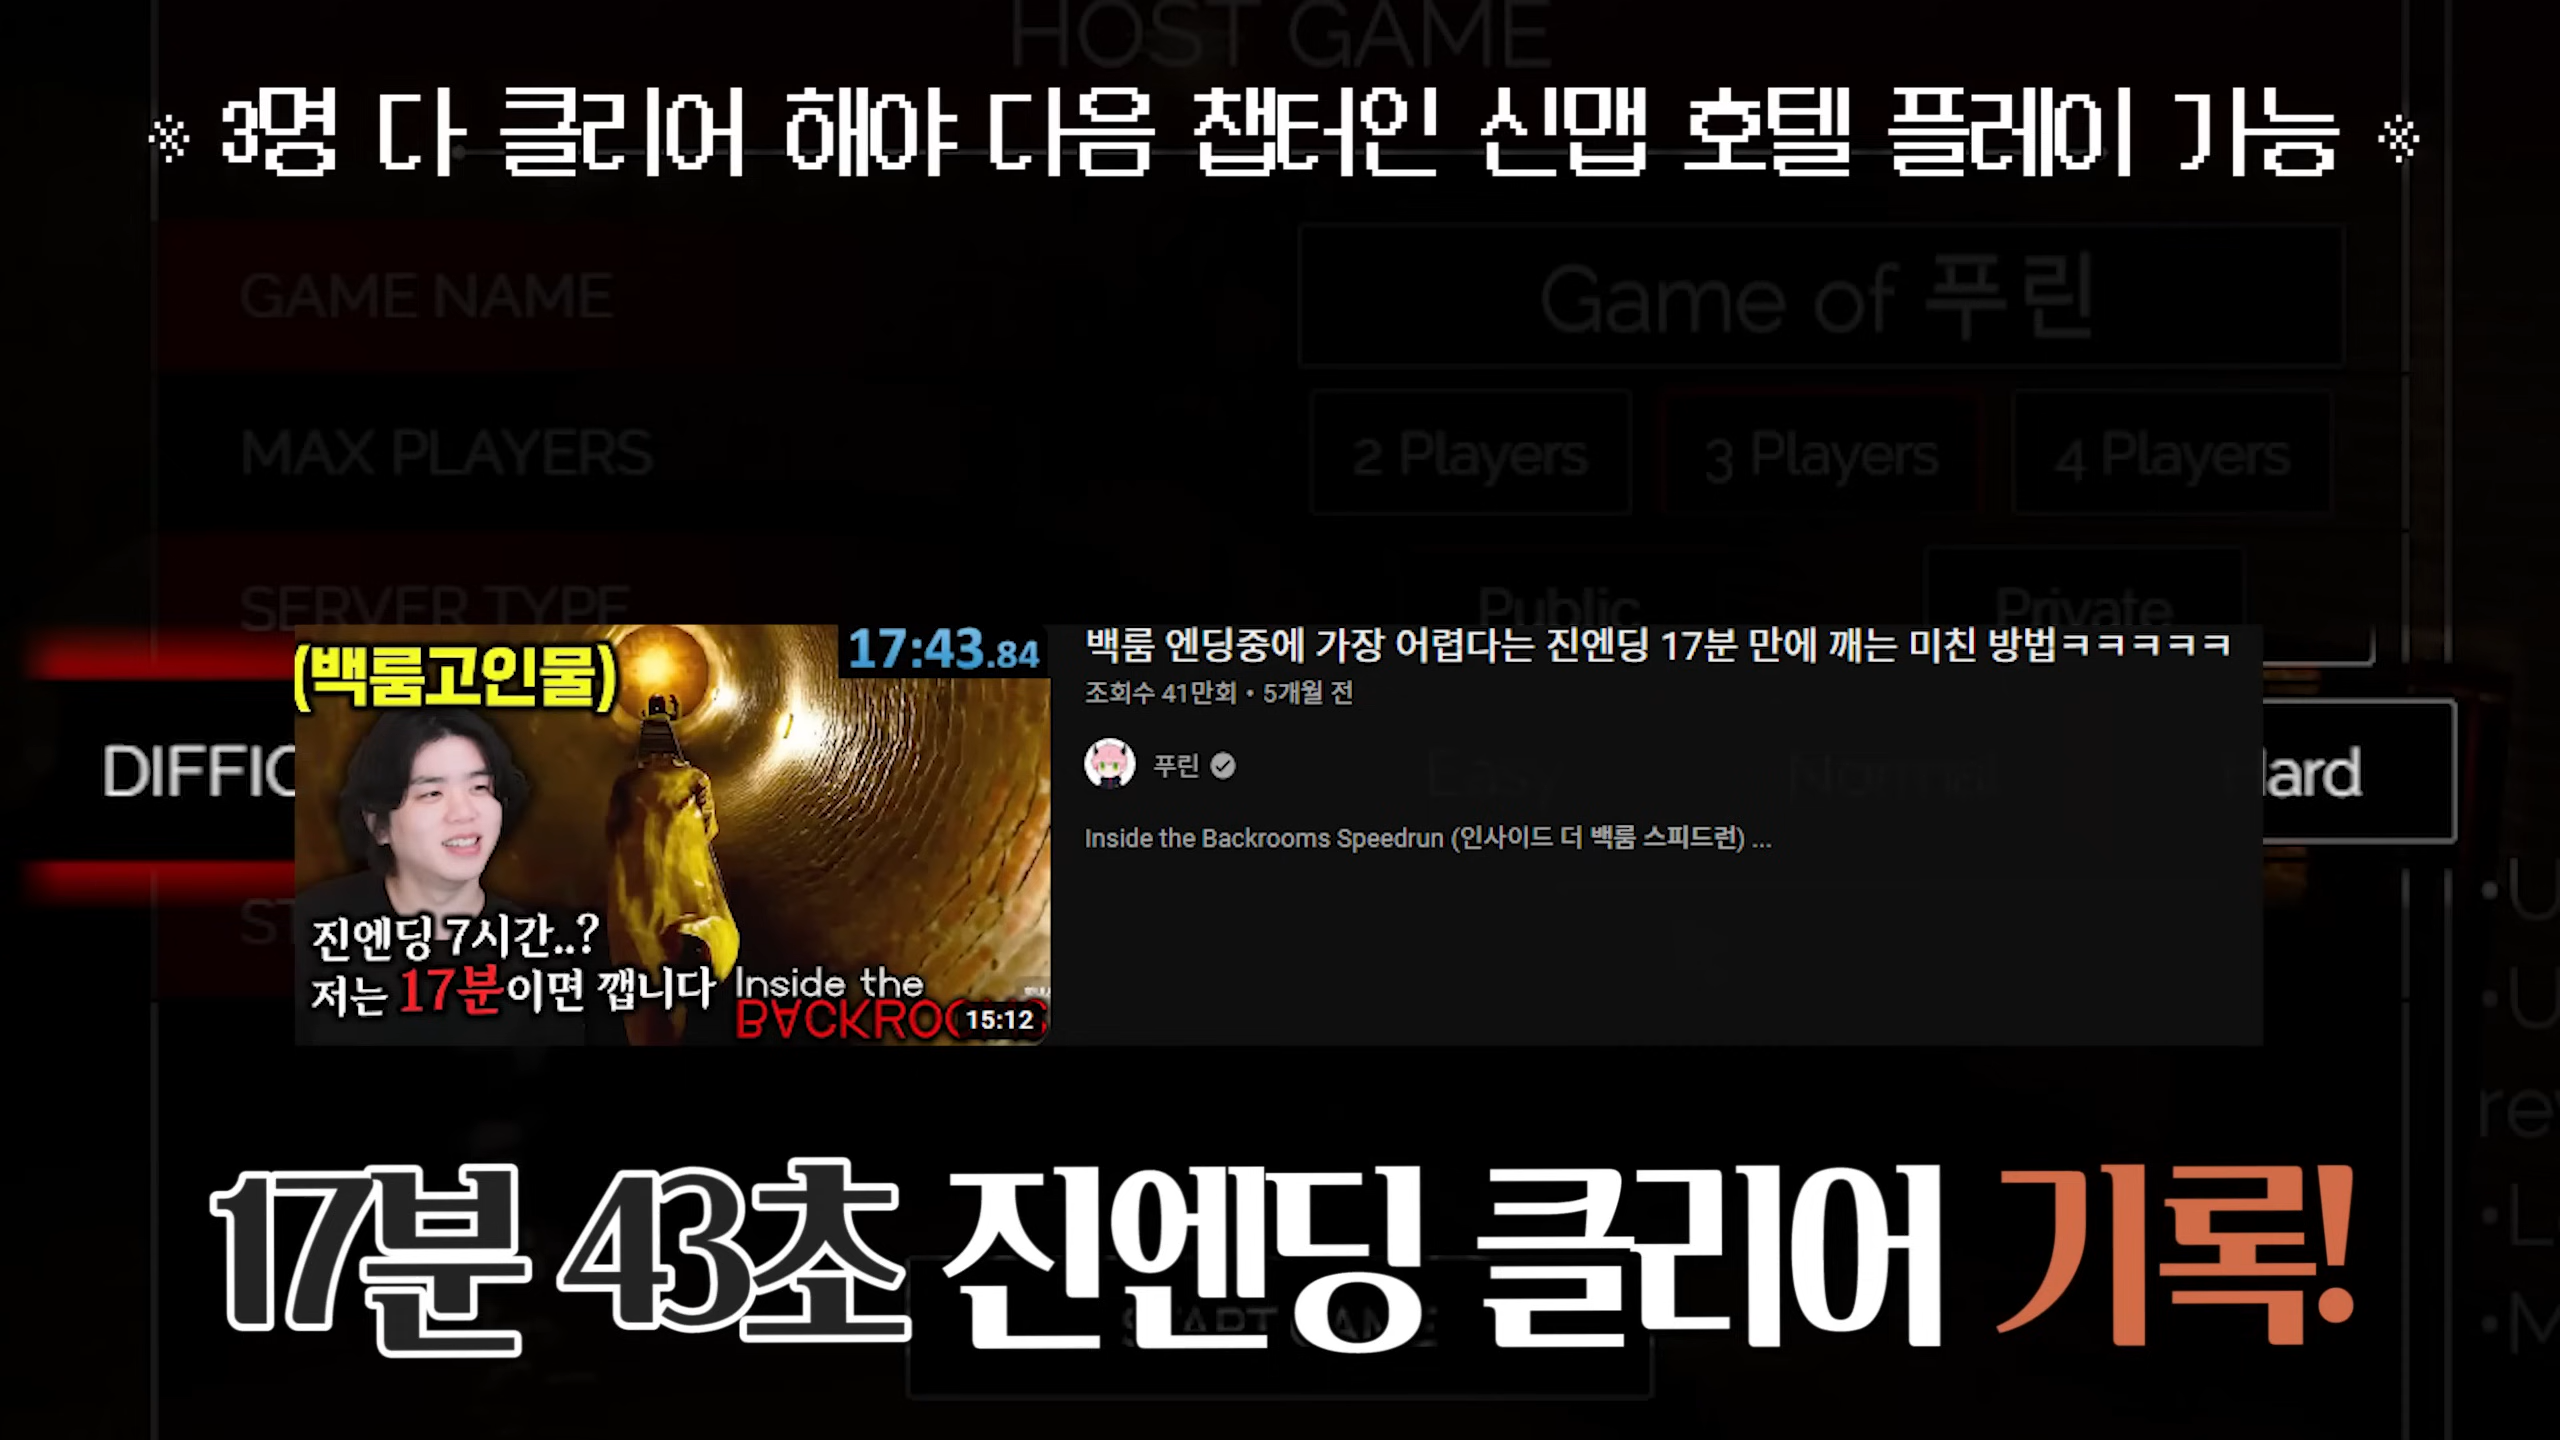 HOST GAME
※ 3명 다 클리어 해야 다음 챕터인 신맵 호텔 플레이 가능 ※
GAME NAME
Game of 푸린
MAX PLAYERS
2 Players
3 Players
4 Players
SERVER TYPE
Public
Private
(백룸고인물)
17:43.84
백룸 엔딩중에 가장 어렵다는 진엔딩 17분 만에 깨는 미친 방법ㅋㅋㅋㅋㅋ
조회수 41만회 • 5개월 전
푸린
DIFFIC
Easy
Normal
Hard
Inside the Backrooms Speedrun (인사이드 더 백룸 스피드런) ...
진엔딩 7시간..?
저는 17분이면 깹니다
Inside the
BACKROOMS
15:12
17분 43초 진엔딩 클리어 기록!
START GAME